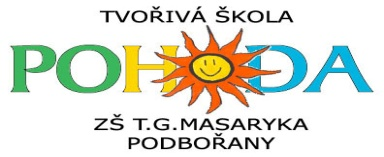 TVOŘIVÁ ŠKOLA
POHODA
ZŠ T.G.MASARYKA
PODBOŘANY